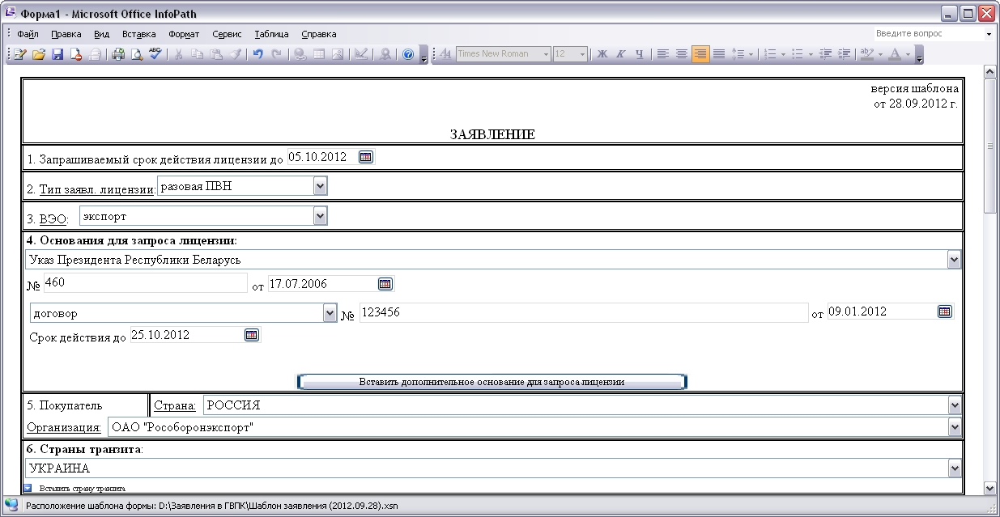 Форма1 - Microsoft Office InfoPath
Файл Правка Вид Вставка Формат Сервис Таблица Справка Введите вопрос
ABC Times New Roman 12 Ж К Ч
версия шаблона
от 28.09.2012 г.
ЗАЯВЛЕНИЕ
1. Запрашиваемый срок действия лицензии до 05.10.2012
2. Тип заявл. лицензии: разовая ПВН
3. ВЭО: экспорт
4. Основания для запроса лицензии:
Указ Президента Республики Беларусь
№ 460 от 17.07.2006
договор № 123456 от 09.01.2012
Срок действия до 25.10.2012
Вставить дополнительное основание для запроса лицензии
5. Покупатель Страна: РОССИЯ
Организация: ОАО "Рособоронэкспорт"
6. Страны транзита:
УКРАИНА
Вставить страну транзита
Расположение шаблона формы: D:\Заявления в ГВПК\Шаблон заявления (2012.09.28).xsn